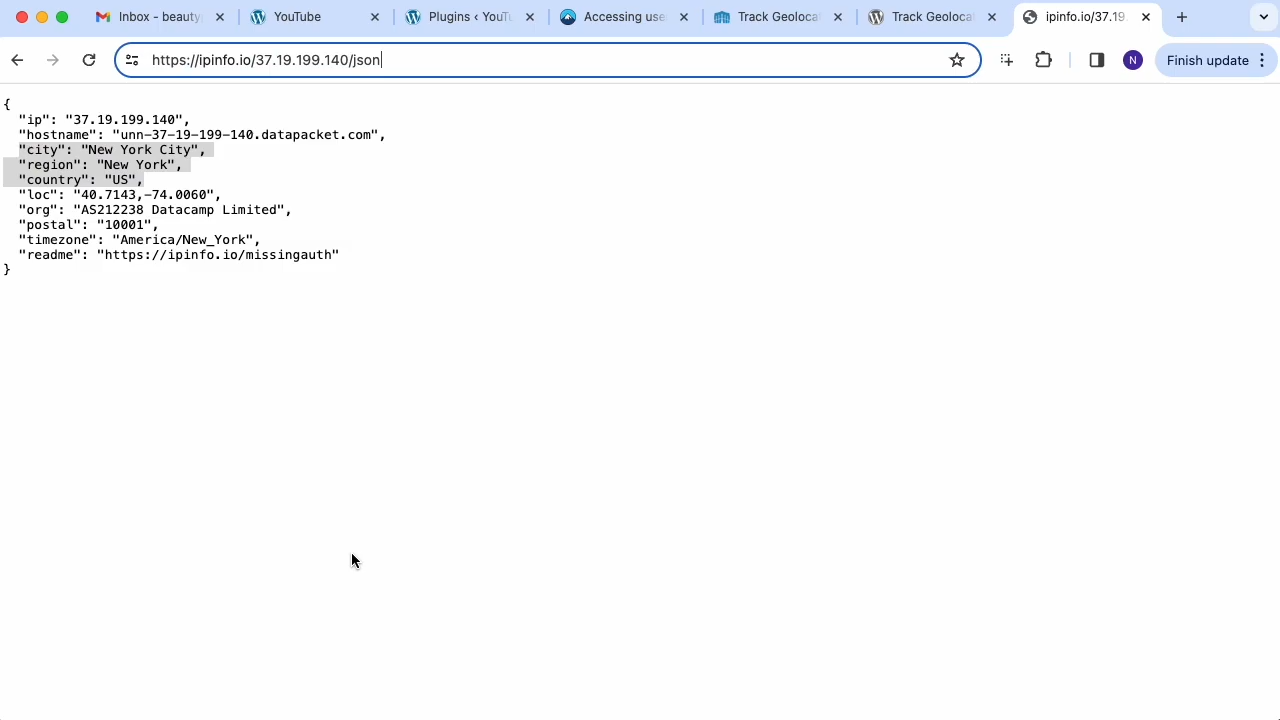 Inbox - beauty
YouTube
Plugins ‹ YouTu
Accessing use
Track Geoloca
Track Geoloca
ipinfo.io/37.19
https://ipinfo.io/37.19.199.140/json
N
Finish update
{
"ip": "37.19.199.140",
"hostname": "unn-37-19-199-140.datapacket.com",
"city": "New York City",
"region": "New York",
"country": "US",
"loc": "40.7143,-74.0060",
"org": "AS212238 Datacamp Limited",
"postal": "10001",
"timezone": "America/New_York",
"readme": "https://ipinfo.io/missingauth"
}